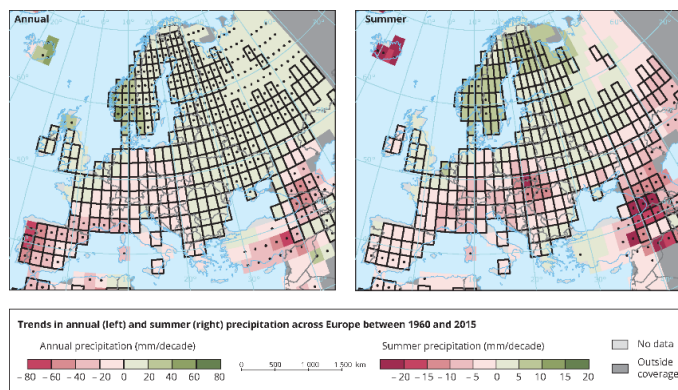 Annual
Summer
Trends in annual (left) and summer (right) precipitation across Europe between 1960 and 2015
Annual precipitation (mm/decade)
Summer precipitation (mm/decade)
No data
Outside
coverage
0 500 1 000 1 500 km
– 80 – 60 – 40 – 20 0 20 40 60 80
– 20 – 15 – 10 – 5 0 5 10 15 20